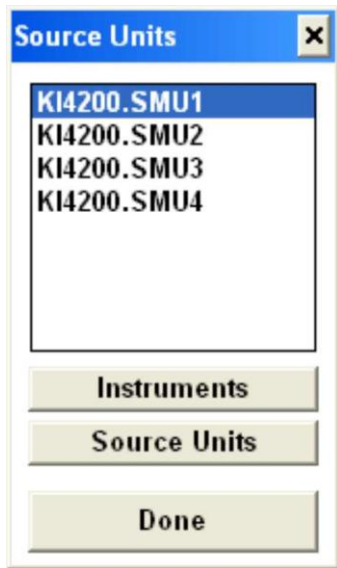 Source Units
KI4200.SMU1
KI4200.SMU2
KI4200.SMU3
KI4200.SMU4
Instruments
Source Units
Done